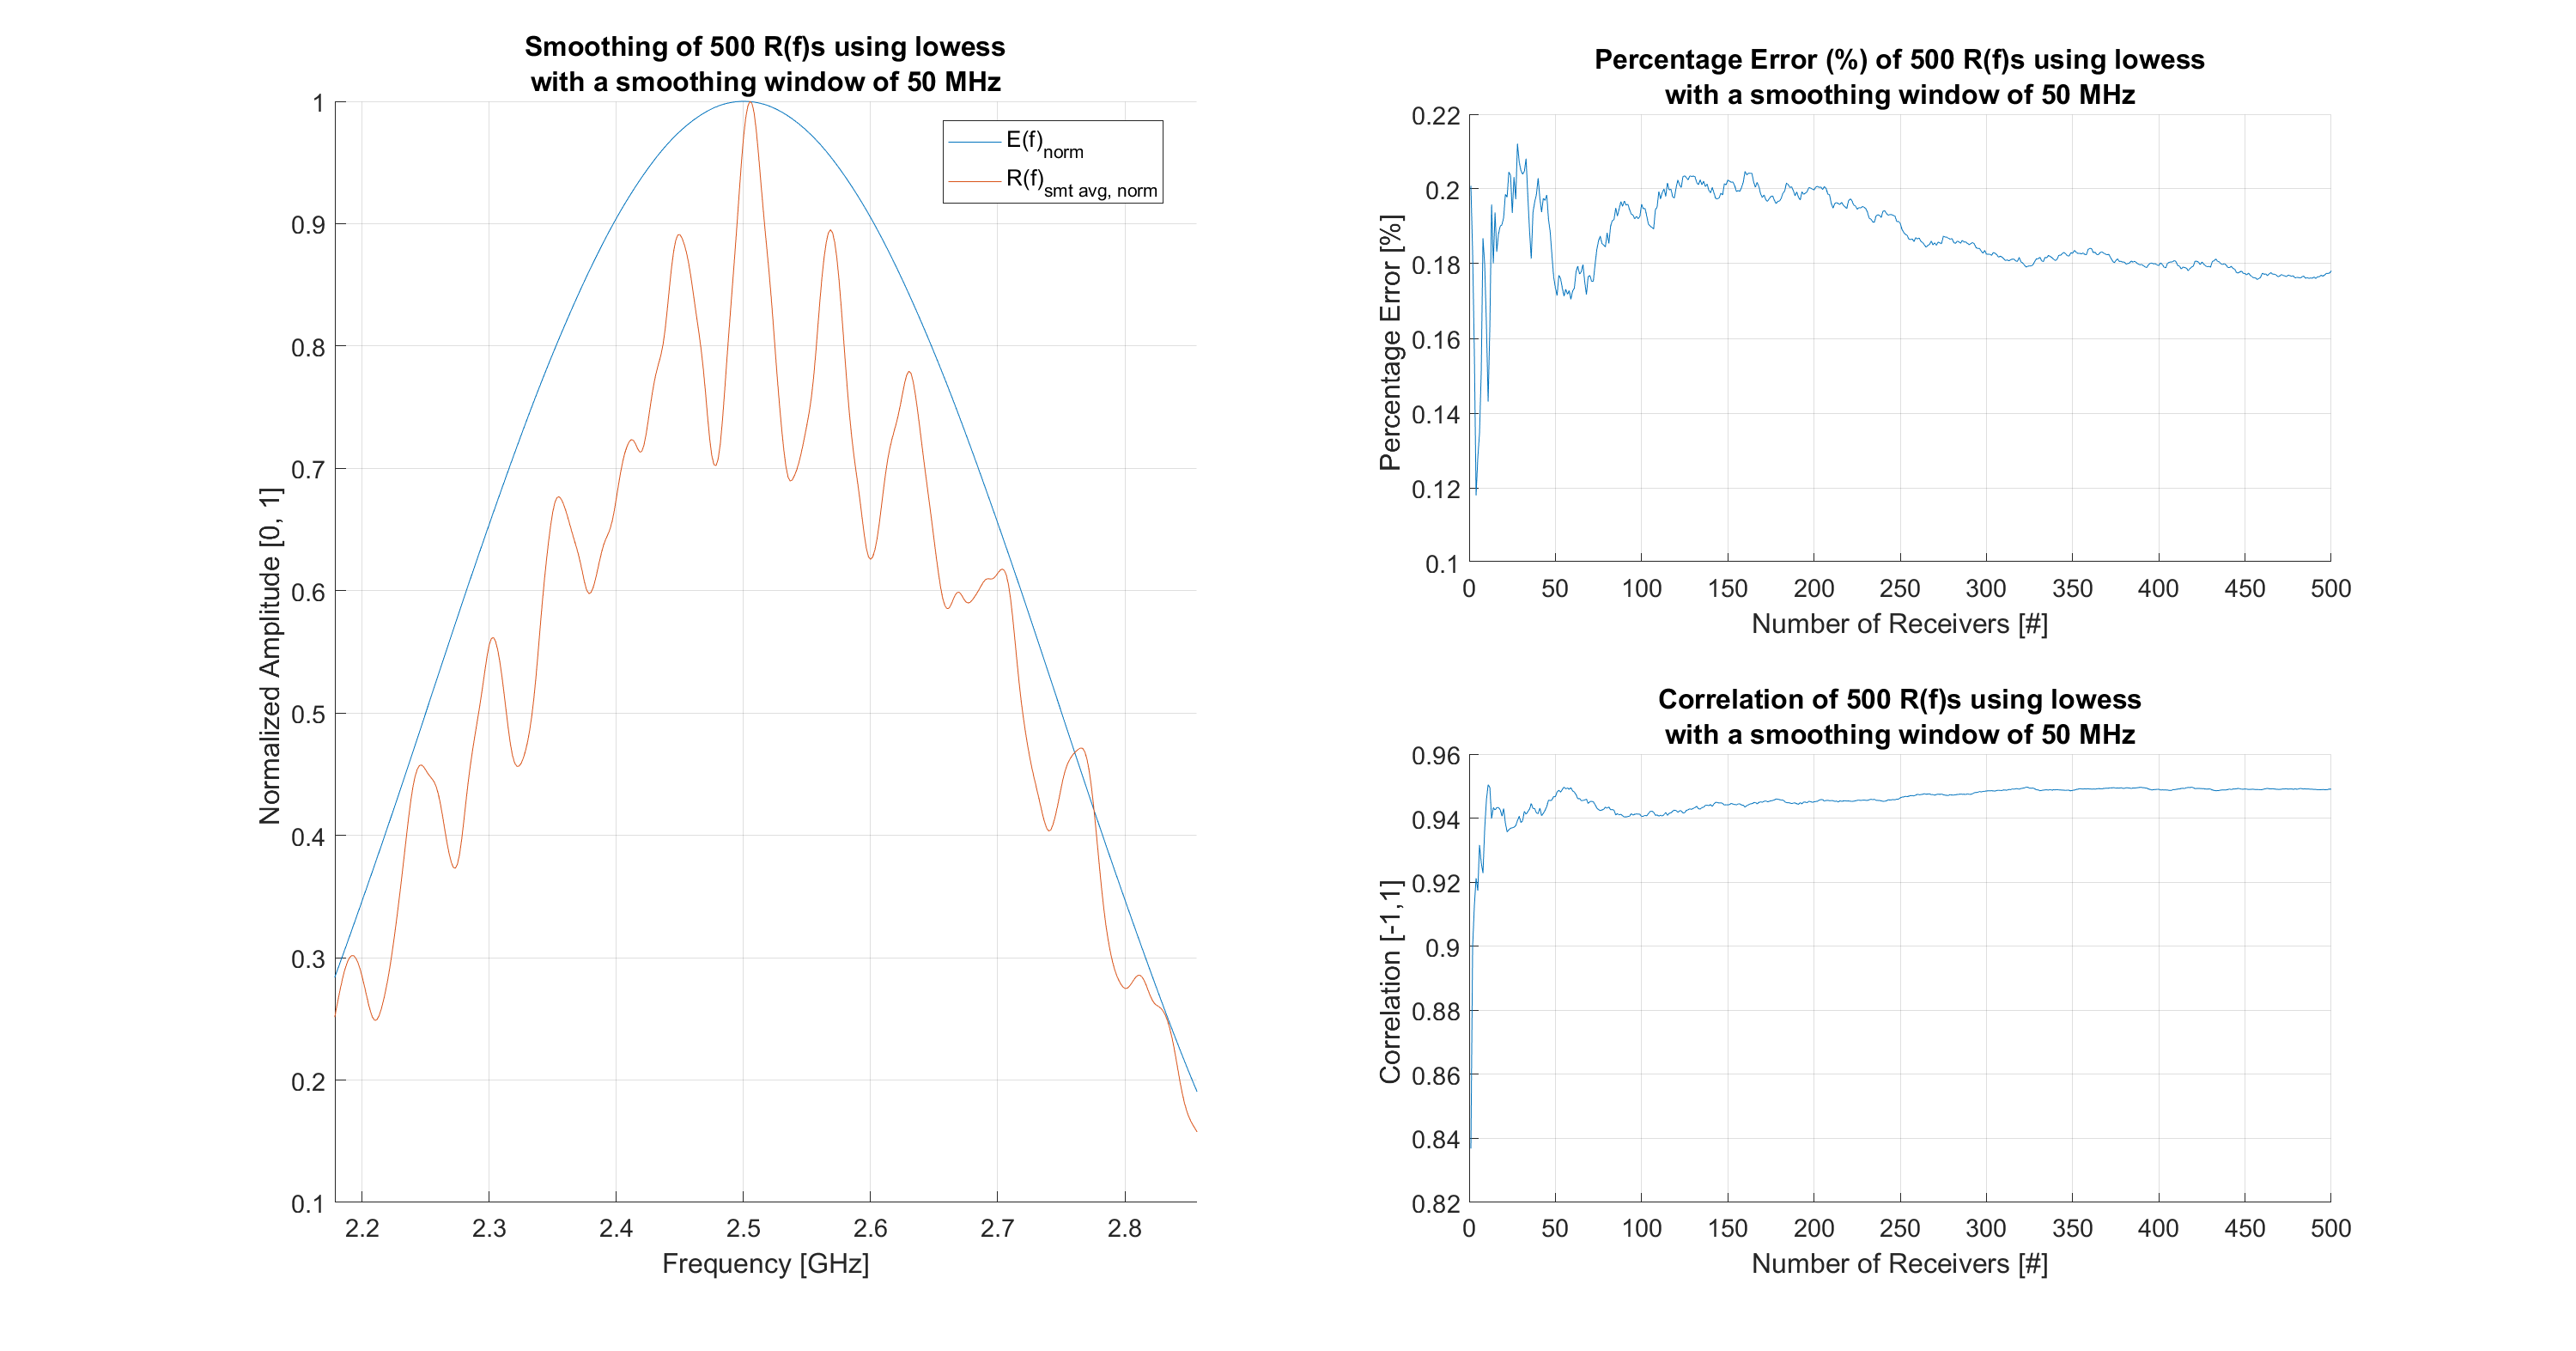 Smoothing of 500 R(f)s using lowess
with a smoothing window of 50 MHz
1
0.9
0.8
0.7
0.6
0.5
0.4
0.3
0.2
0.1
Normalized Amplitude [0, 1]
E(f)norm
R(f)smt avg, norm
2.2 2.3 2.4 2.5 2.6 2.7 2.8
Frequency [GHz]
Percentage Error (%) of 500 R(f)s using lowess
with a smoothing window of 50 MHz
0.22
0.2
0.18
0.16
0.14
0.12
0.1
Percentage Error [%]
0 50 100 150 200 250 300 350 400 450 500
Number of Receivers [#]
Correlation of 500 R(f)s using lowess
with a smoothing window of 50 MHz
0.96
0.94
0.92
0.9
0.88
0.86
0.84
0.82
Correlation [-1,1]
0 50 100 150 200 250 300 350 400 450 500
Number of Receivers [#]